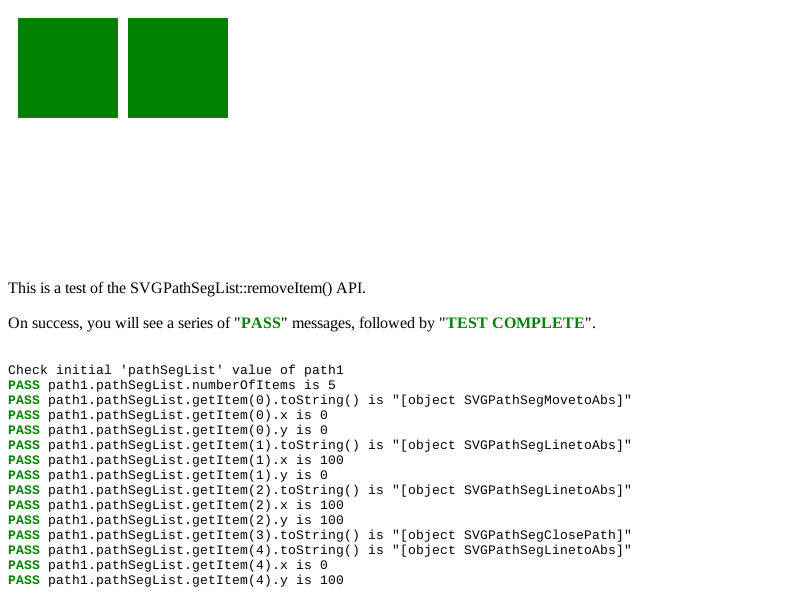 This is a test of the SVGPathSegList::removeItem() API.
On success, you will see a series of "PASS" messages, followed by "TEST COMPLETE".
Check initial 'pathSegList' value of path1
PASS path1.pathSegList.numberOfItems is 5
PASS path1.pathSegList.getItem(0).toString() is "[object SVGPathSegMovetoAbs]"
PASS path1.pathSegList.getItem(0).x is 0
PASS path1.pathSegList.getItem(0).y is 0
PASS path1.pathSegList.getItem(1).toString() is "[object SVGPathSegLinetoAbs]"
PASS path1.pathSegList.getItem(1).x is 100
PASS path1.pathSegList.getItem(1).y is 0
PASS path1.pathSegList.getItem(2).toString() is "[object SVGPathSegLinetoAbs]"
PASS path1.pathSegList.getItem(2).x is 100
PASS path1.pathSegList.getItem(2).y is 100
PASS path1.pathSegList.getItem(3).toString() is "[object SVGPathSegClosePath]"
PASS path1.pathSegList.getItem(4).toString() is "[object SVGPathSegLinetoAbs]"
PASS path1.pathSegList.getItem(4).x is 0
PASS path1.pathSegList.getItem(4).y is 100